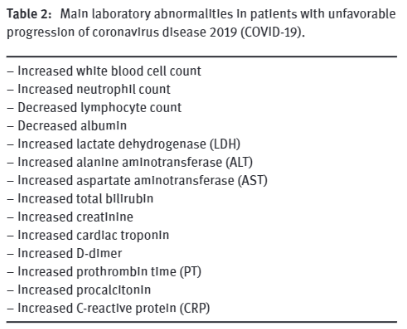 Table 2: Main laboratory abnormalities in patients with unfavorable
progression of coronavirus disease 2019 (COVID-19).
– Increased white blood cell count
– Increased neutrophil count
– Decreased lymphocyte count
– Decreased albumin
– Increased lactate dehydrogenase (LDH)
– Increased alanine aminotransferase (ALT)
– Increased aspartate aminotransferase (AST)
– Increased total bilirubin
– Increased creatinine
– Increased cardiac troponin
– Increased D-dimer
– Increased prothrombin time (PT)
– Increased procalcitonin
– Increased C-reactive protein (CRP)